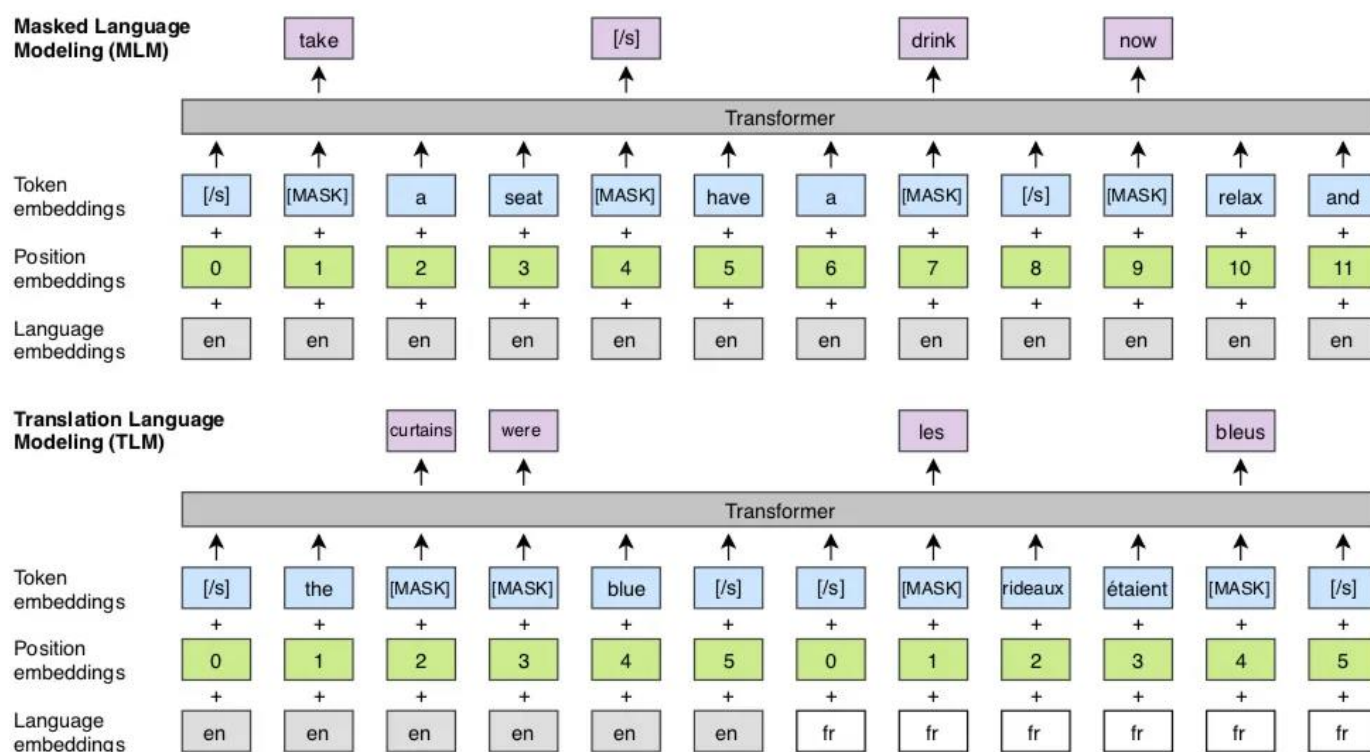 Masked Language
Modeling (MLM)
take [/s] drink now
Transformer
Token
embeddings
[/s] [MASK] a seat [MASK] have a [MASK] [/s] [MASK] relax and
+ + + + + + + + + + + +
Position
embeddings
0 1 2 3 4 5 6 7 8 9 10 11
+ + + + + + + + + + + +
Language
embeddings
en en en en en en en en en en en en
Translation Language
Modeling (TLM)
curtains were les bleus
Transformer
Token
embeddings
[/s] the [MASK] [MASK] blue [/s] [/s] [MASK] rideaux étaient [MASK] [/s]
+ + + + + + + + + + + +
Position
embeddings
0 1 2 3 4 5 0 1 2 3 4 5
+ + + + + + + + + + + +
Language
embeddings
en en en en en en fr fr fr fr fr fr